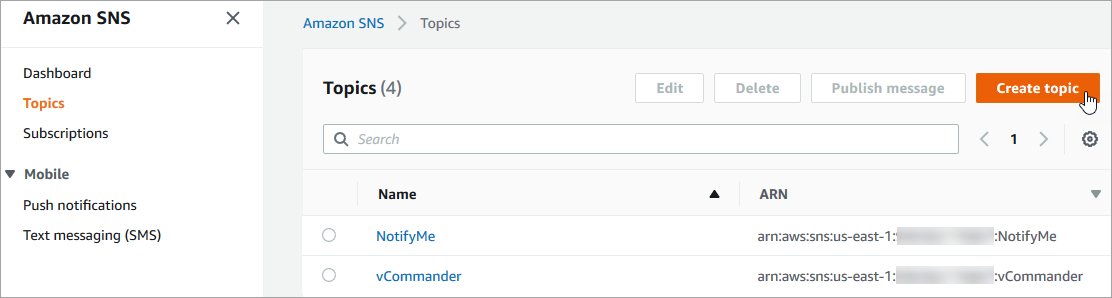 Amazon SNS
Dashboard
Topics
Subscriptions
Mobile
Push notifications
Text messaging (SMS)
Amazon SNS > Topics
Topics (4)
Edit
Delete
Publish message
Create topic
Search
1
Name
ARN
NotifyMe
arn:aws:sns:us-east-1: :NotifyMe
vCommander
arn:aws:sns:us-east-1: :vCommander